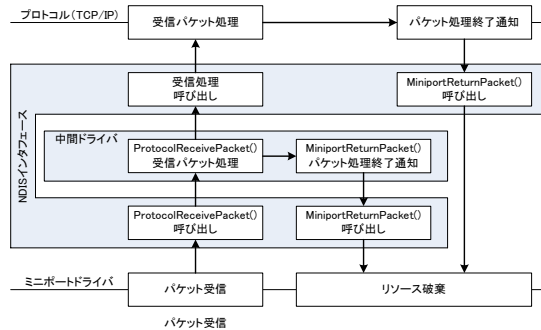 プロトコル(TCP/IP)
受信パケット処理
パケット処理終了通知
受信処理
呼び出し
MiniportReturnPacket()
呼び出し
NDISインタフェース
中間ドライバ
ProtocolReceivePacket()
受信パケット処理
MiniportReturnPacket()
パケット処理終了通知
ProtocolReceivePacket()
呼び出し
MiniportReturnPacket()
呼び出し
ミニポートドライバ
パケット受信
リソース破棄
パケット受信